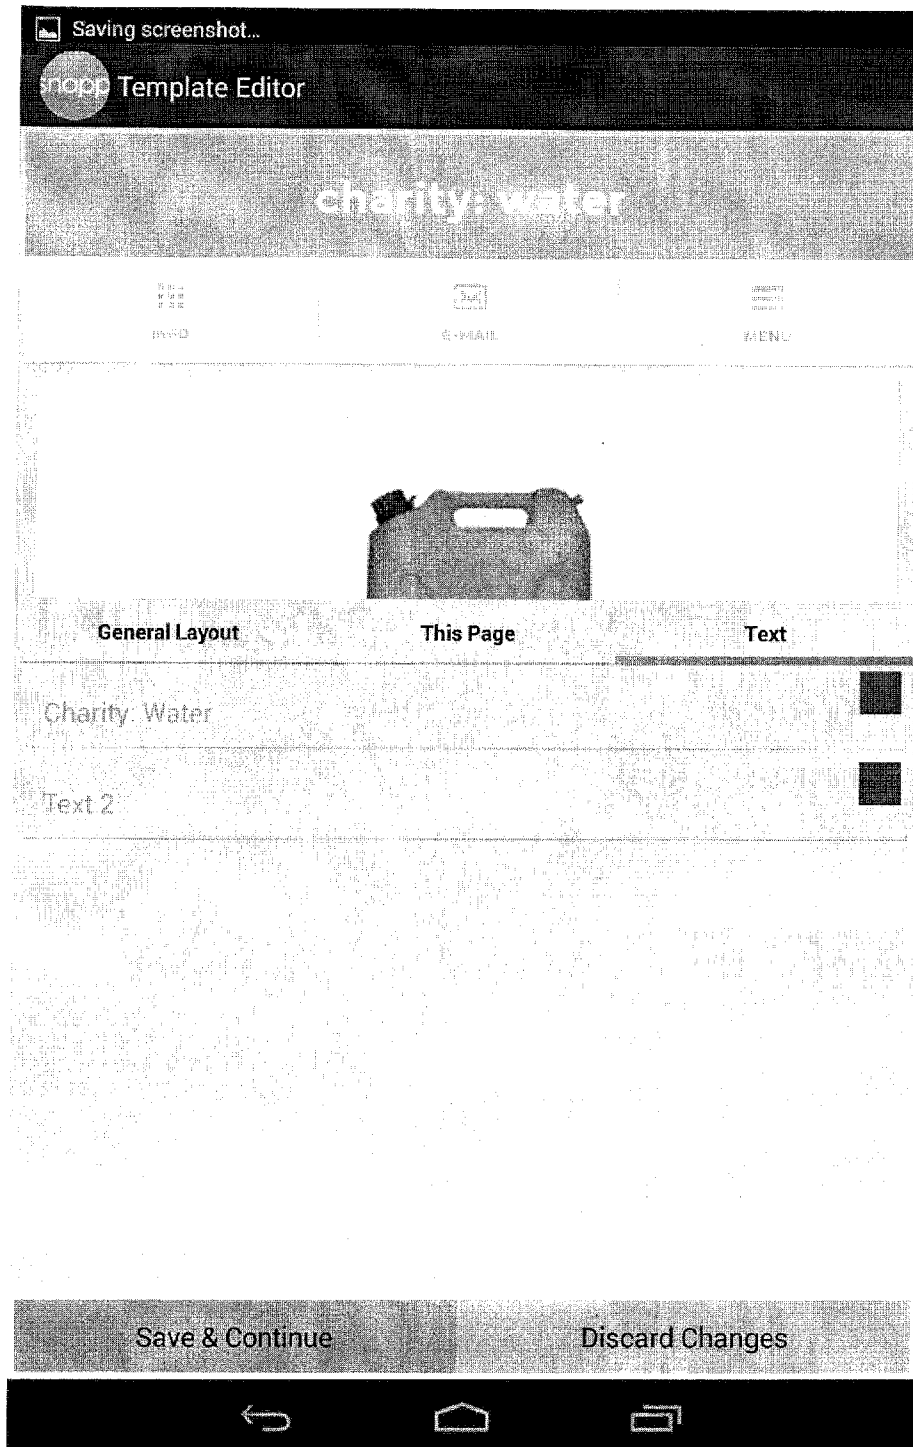 Saving screenshot...
snapp Template Editor
charity: water
E-MAIL MENU
General Layout This Page Text
Charity: Water
Text 2
Save & Continue Discard Changes